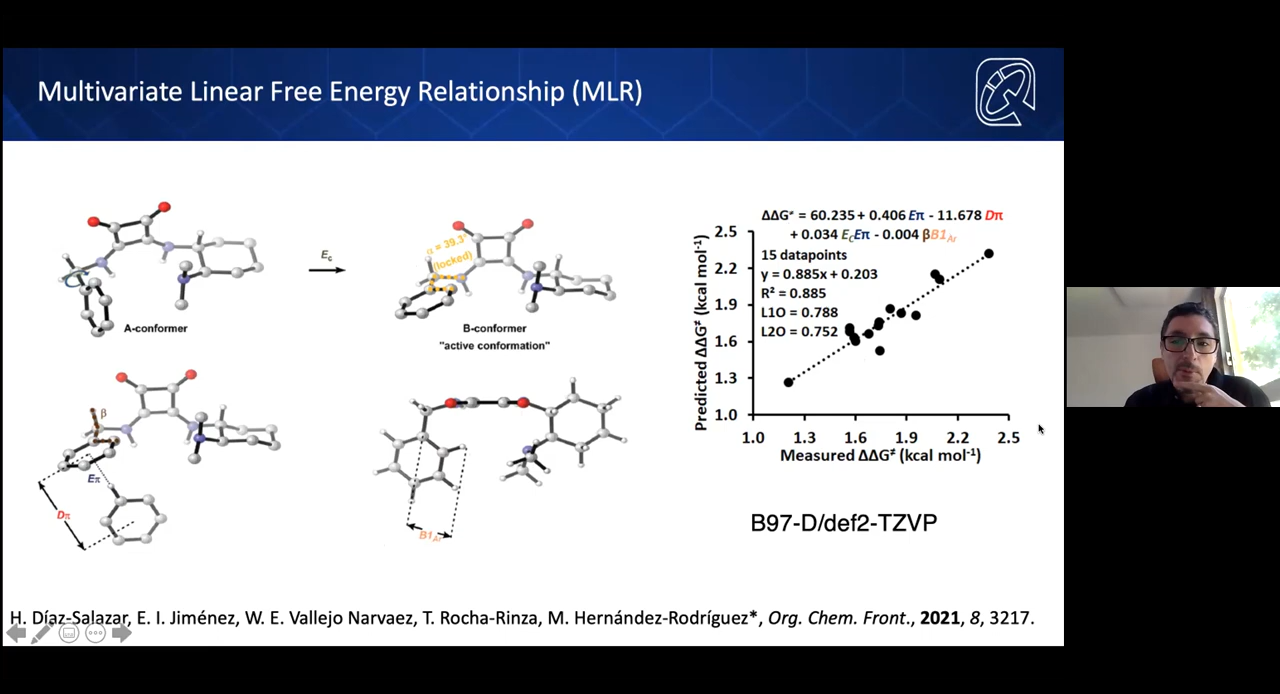 Multivariate Linear Free Energy Relationship (MLR)
A-conformer
Ec
α = 39.3°
(locked)
B-conformer
"active conformation"
β
Eπ
Dπ
B1Ar
ΔΔG≠ = 60.235 + 0.406 Eπ - 11.678 Dπ
+ 0.034 EcEπ - 0.004 βB1Ar
15 datapoints
y = 0.885x + 0.203
R² = 0.885
L1O = 0.788
L2O = 0.752
Predicted ΔΔG≠ (kcal mol-1)
2.5
2.2
1.9
1.6
1.3
1.0
1.0 1.3 1.6 1.9 2.2 2.5
Measured ΔΔG≠ (kcal mol-1)
B97-D/def2-TZVP
H. Díaz-Salazar, E. I. Jiménez, W. E. Vallejo Narvaez, T. Rocha-Rinza, M. Hernández-Rodríguez*, Org. Chem. Front., 2021, 8, 3217.